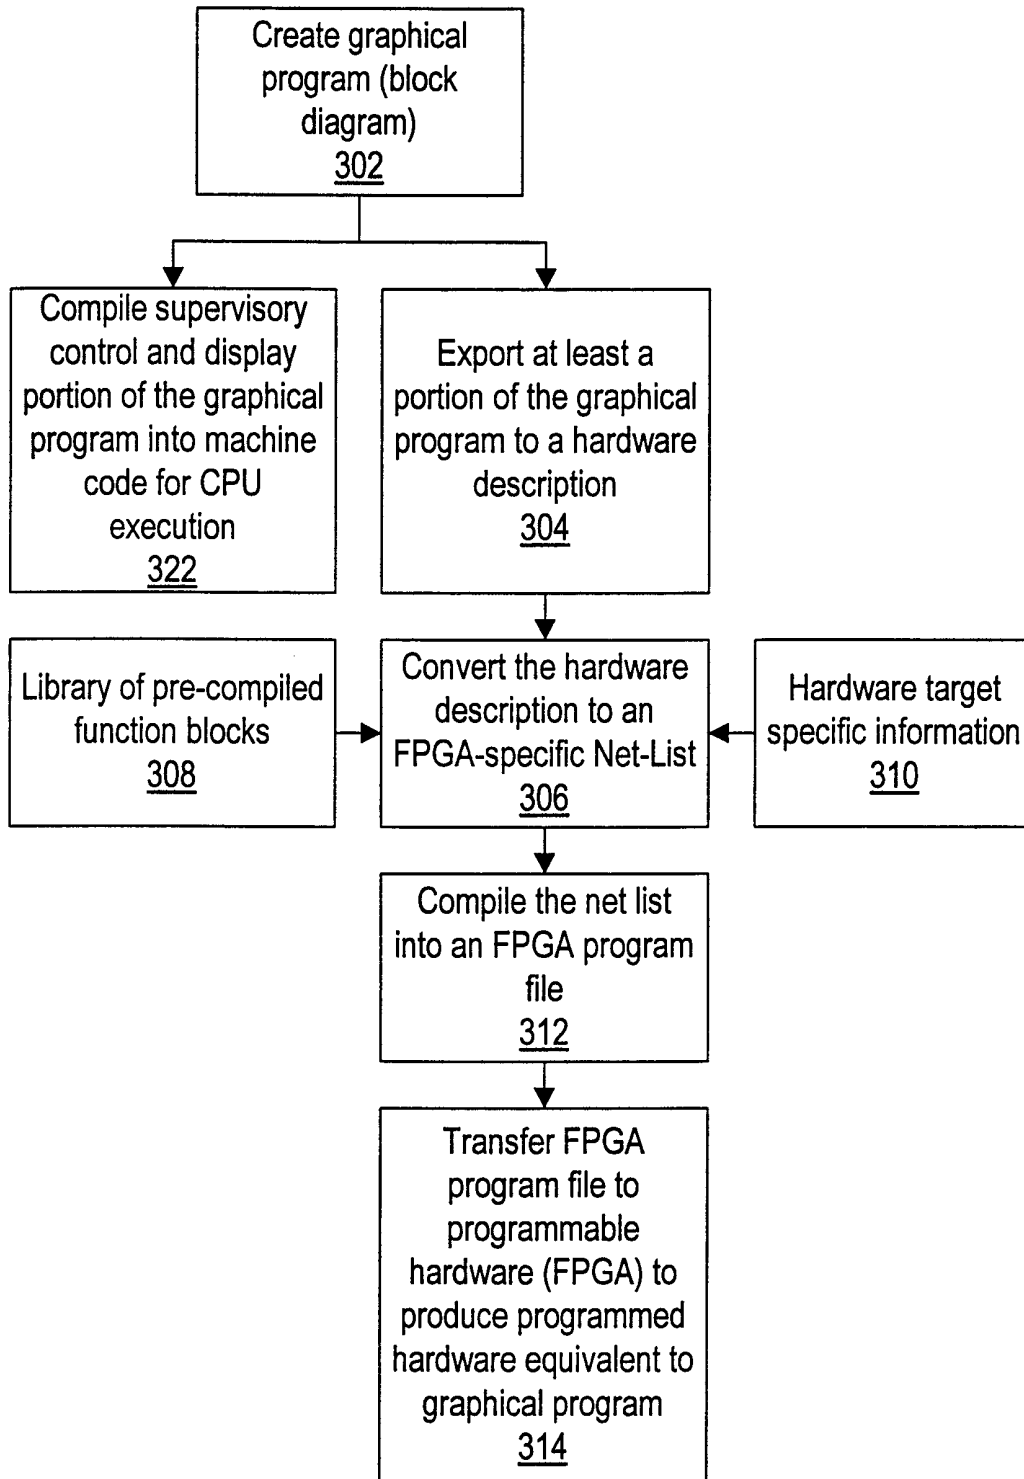 Create graphical
program (block
diagram)
302
Compile supervisory
control and display
portion of the graphical
program into machine
code for CPU
execution
322
Export at least a
portion of the graphical
program to a hardware
description
304
Library of pre-compiled
function blocks
308
Convert the hardware
description to an
FPGA-specific Net-List
306
Hardware target
specific information
310
Compile the net list
into an FPGA program
file
312
Transfer FPGA
program file to
programmable
hardware (FPGA) to
produce programmed
hardware equivalent to
graphical program
314